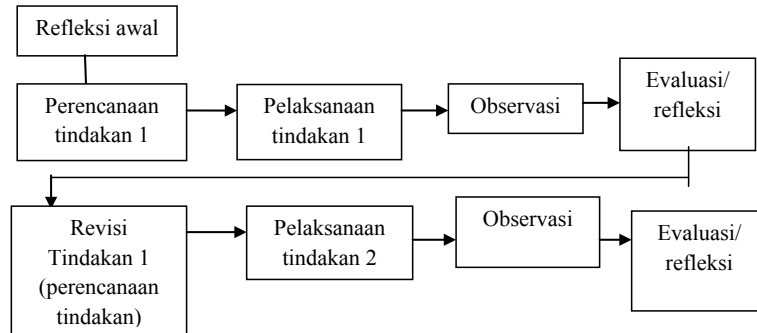 Refleksi awal
Perencanaan
tindakan 1
Pelaksanaan
tindakan 1
Observasi
Evaluasi/
refleksi
Revisi
Tindakan 1
(perencanaan
tindakan)
Pelaksanaan
tindakan 2
Observasi
Evaluasi/
refleksi